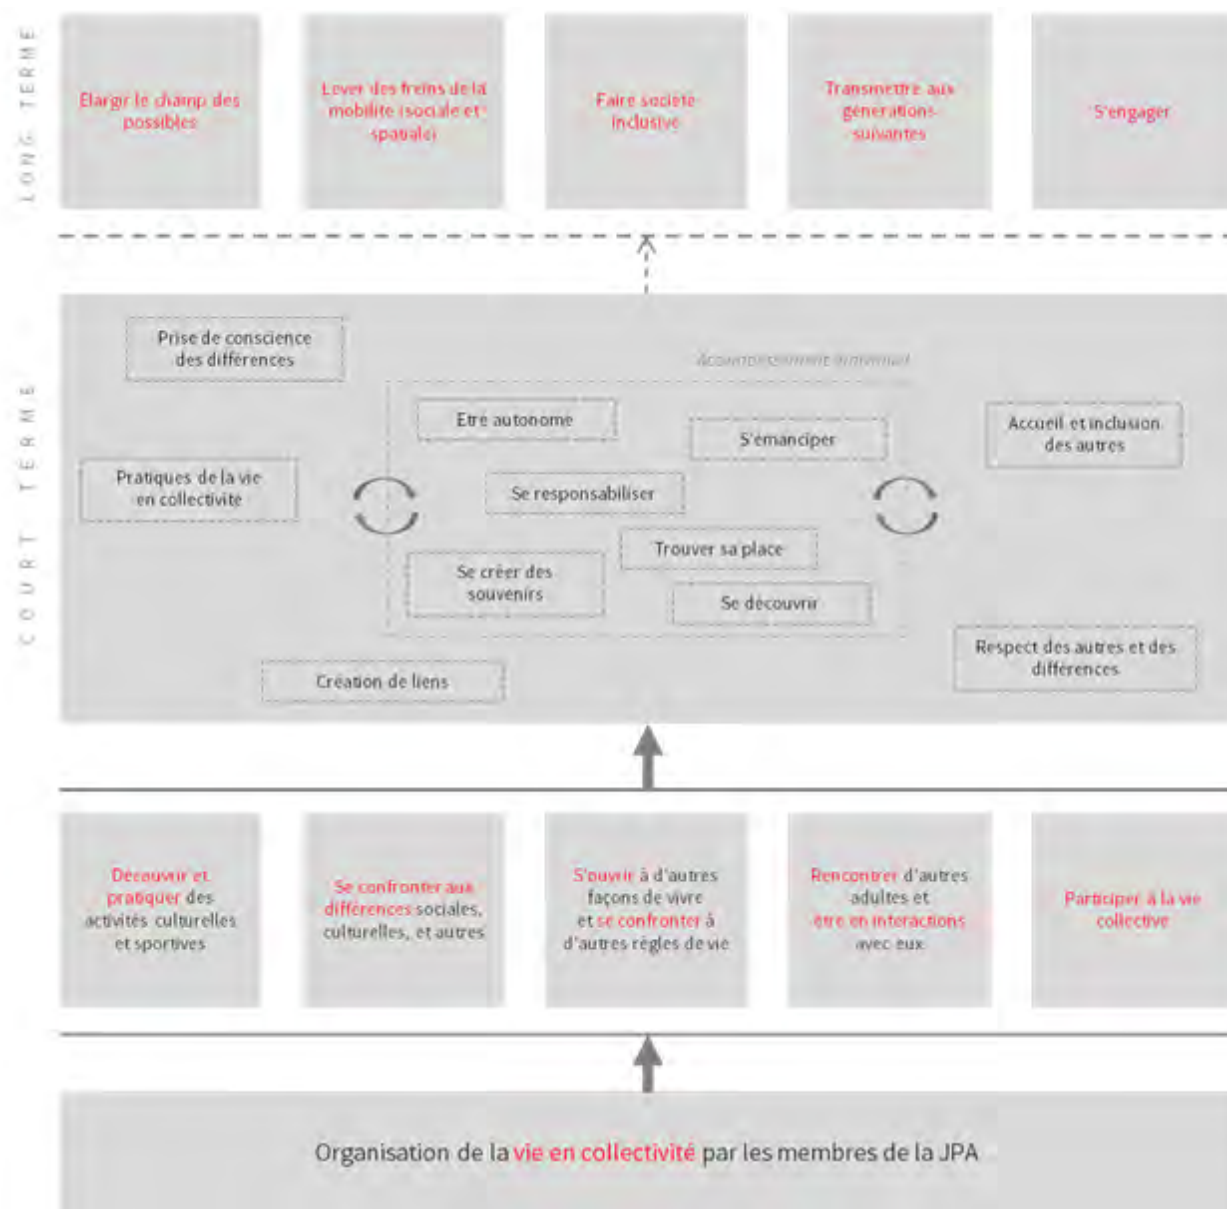 LONG TERME
Elargir le champ des
possibles
Lever des freins de la
mobilité (sociale et
spatiale)
Faire société
inclusive
Transmettre aux
générations
suivantes
S'engager
COURT TERME
Prise de conscience
des différences
Pratiques de la vie
en collectivité
Création de liens
Accomplissement individuel
Etre autonome
S'émanciper
Se responsabiliser
Trouver sa place
Se créer des
souvenirs
Se découvrir
Accueil et inclusion
des autres
Respect des autres et des
différences
Découvrir et
pratiquer des
activités culturelles
et sportives
Se confronter aux
différences sociales,
culturelles, et autres
S'ouvrir à d'autres
façons de vivre
et se confronter à
d'autres règles de vie
Rencontrer d'autres
adultes et
être en interactions
avec eux
Participer à la vie
collective
Organisation de la vie en collectivité par les membres de la JPA